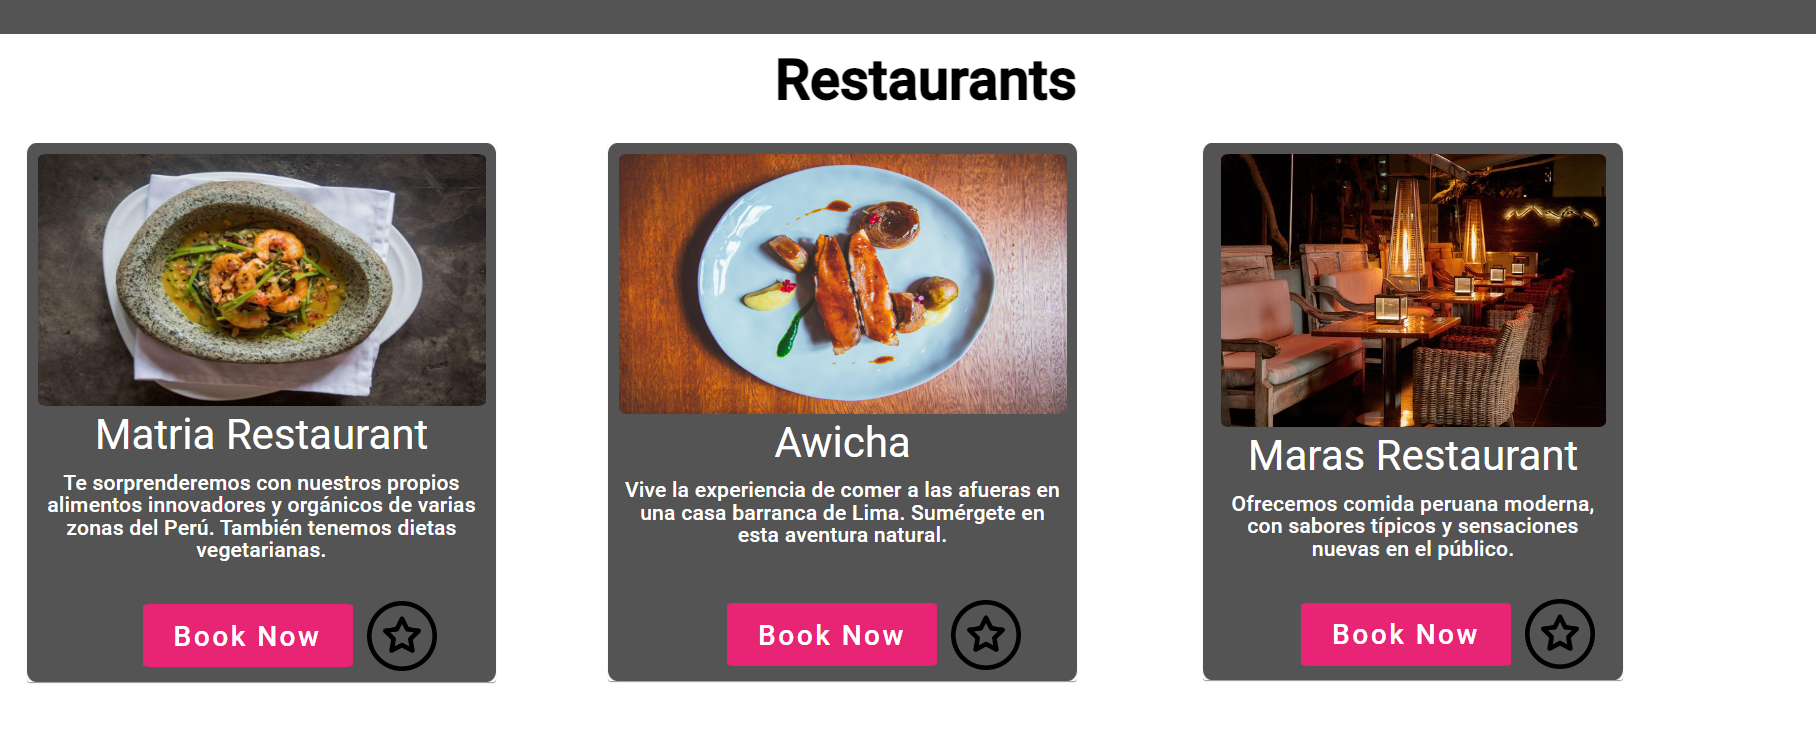 Restaurants
Matria Restaurant
Te sorprenderemos con nuestros propios
alimentos innovadores y orgánicos de varias
zonas del Perú. También tenemos dietas
vegetarianas.
Book Now
Awicha
Vive la experiencia de comer a las afueras en
una casa barranca de Lima. Sumérgete en
esta aventura natural.
Book Now
Maras Restaurant
Ofrecemos comida peruana moderna,
con sabores típicos y sensaciones
nuevas en el público.
Book Now